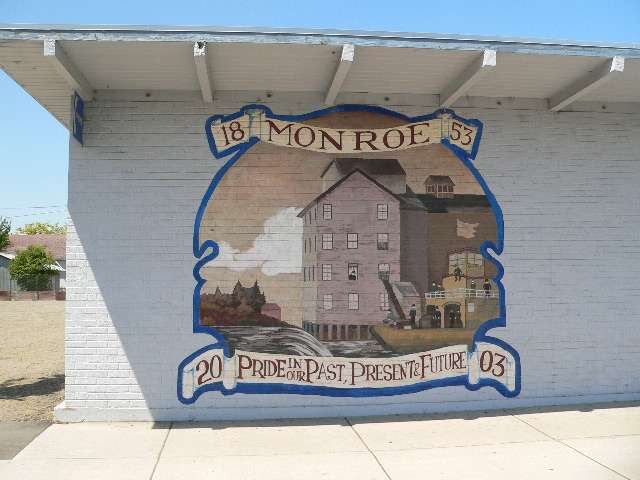 18 MONROE 53
20 PRIDE IN OUR PAST, PRESENT & FUTURE 03